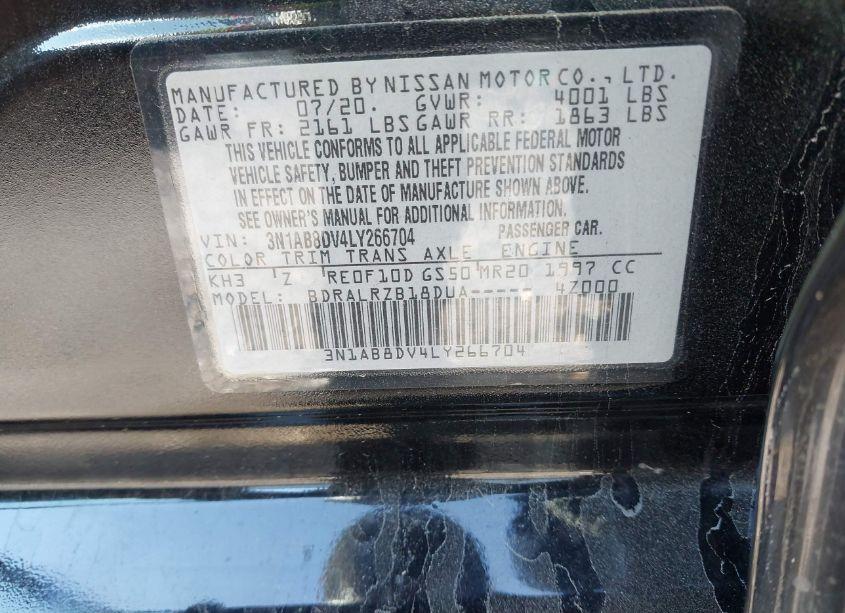 MANUFACTURED BY NISSAN MOTOR CO., LTD.
DATE: 07/20. GVWR: 4001 LBS
GAWR FR: 2161 LBS GAWR RR: 1863 LBS
THIS VEHICLE CONFORMS TO ALL APPLICABLE FEDERAL MOTOR
VEHICLE SAFETY, BUMPER AND THEFT PREVENTION STANDARDS
IN EFFECT ON THE DATE OF MANUFACTURE SHOWN ABOVE.
SEE OWNER'S MANUAL FOR ADDITIONAL INFORMATION.
VIN: 3N1AB8DV4LY266704 PASSENGER CAR.
COLOR TRIM TRANS AXLE ENGINE
KH3 Z RE0F10D GS50 MR20 1997 CC
MODEL: BDRALRZB18DUA----- 4Z000
3N1AB8DV4LY266704